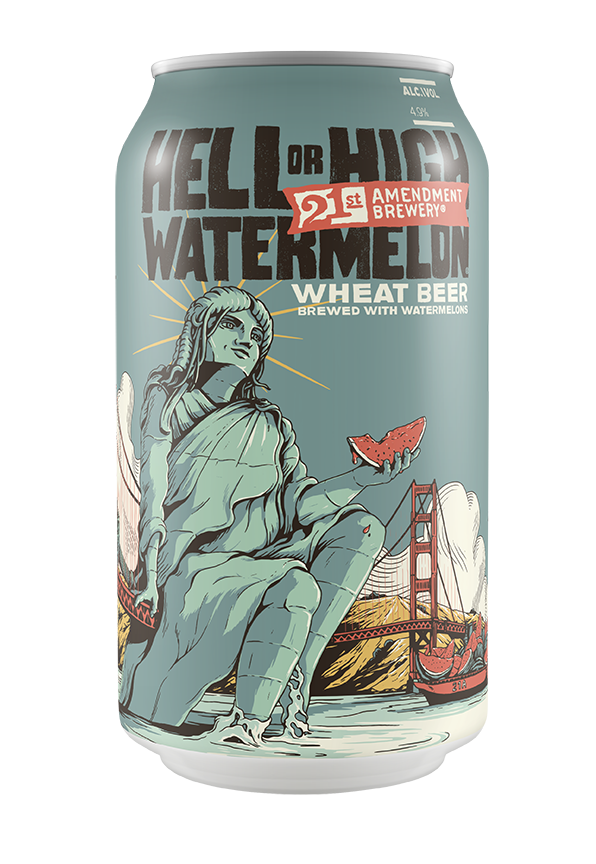 ALC.\VOL
4.9%
HELL OR HIGH
21st AMENDMENT
BREWERY®
WATERMELON
WHEAT BEER
BREWED WITH WATERMELONS